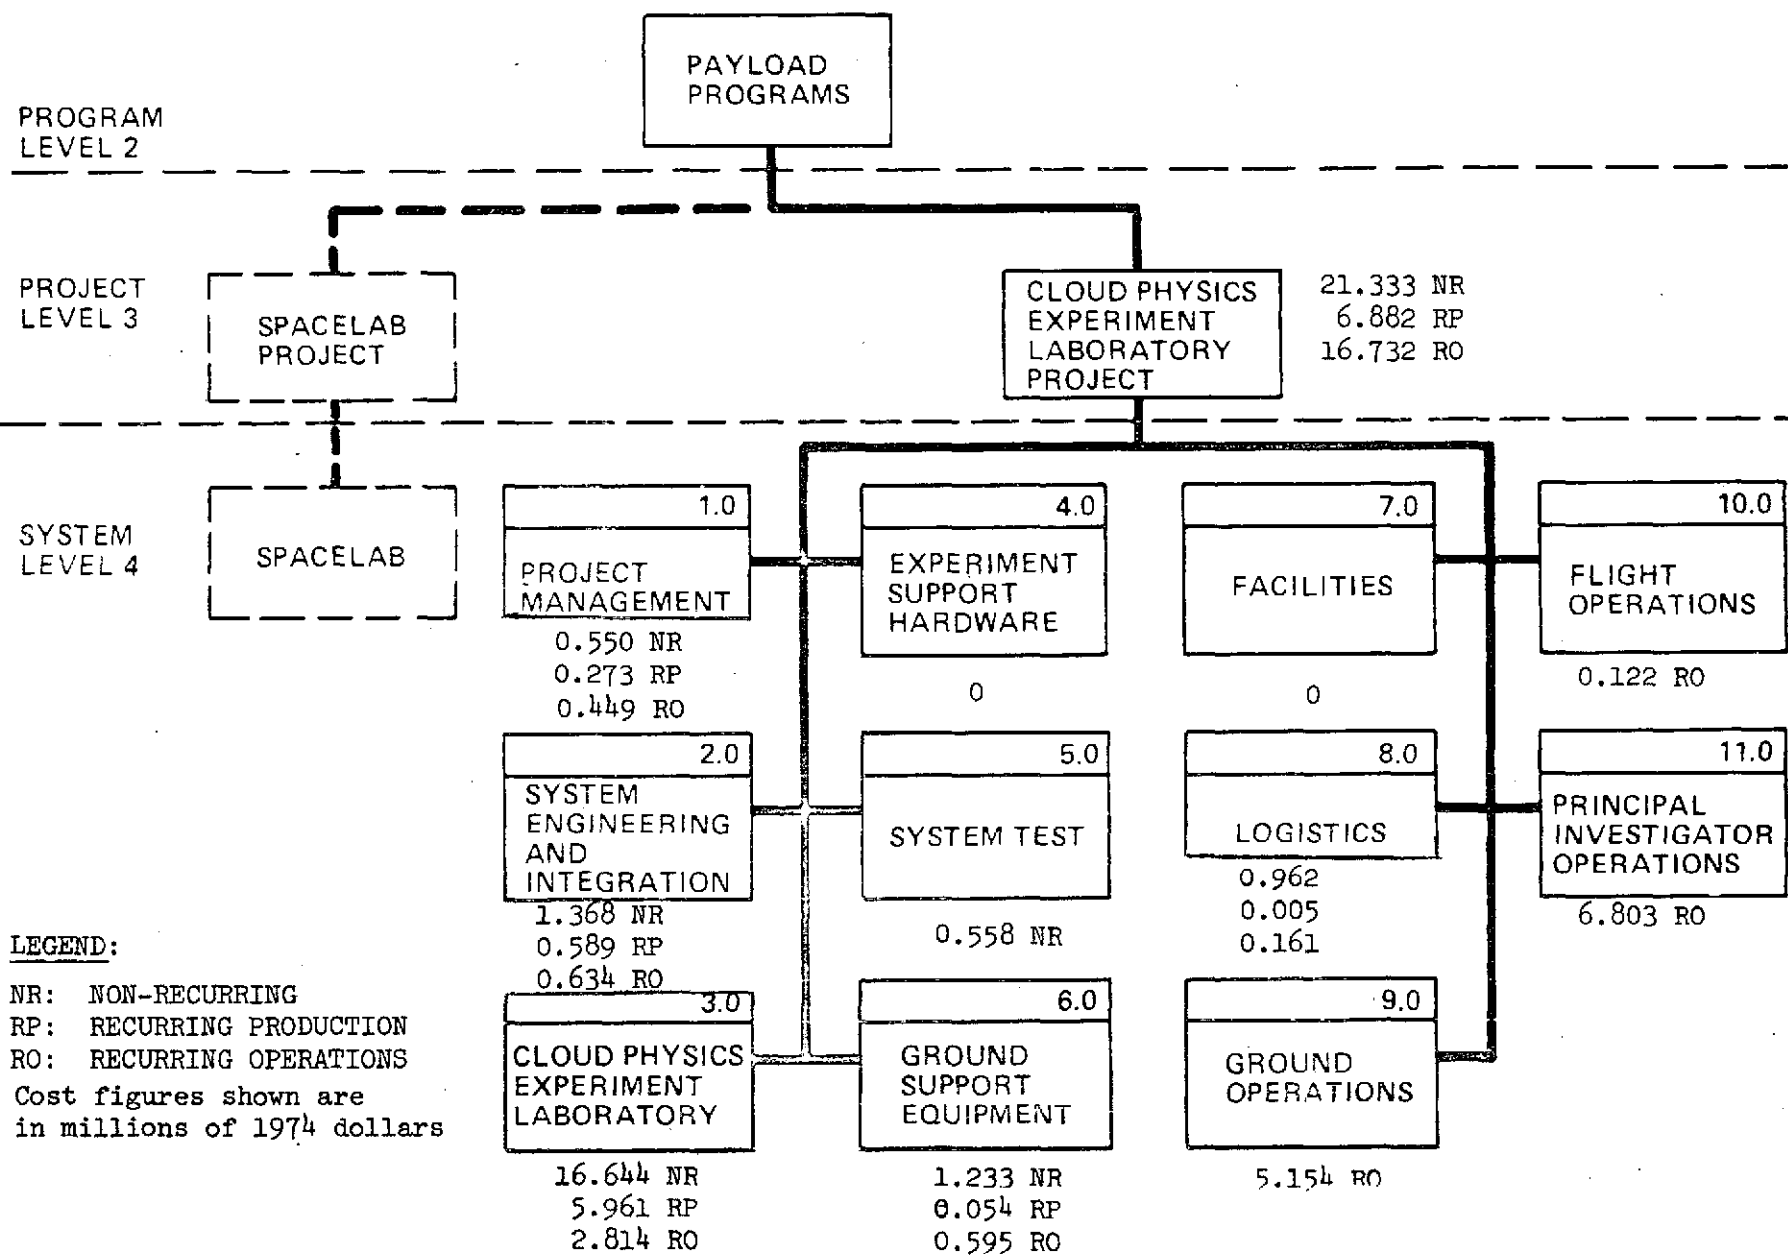 PAYLOAD
PROGRAMS
PROGRAM
LEVEL 2
PROJECT
LEVEL 3
SPACELAB
PROJECT
CLOUD PHYSICS
EXPERIMENT
LABORATORY
PROJECT
21.333 NR
6.882 RP
16.732 RO
SYSTEM
LEVEL 4
SPACELAB
1.0
PROJECT
MANAGEMENT
0.550 NR
0.273 RP
0.449 RO
4.0
EXPERIMENT
SUPPORT
HARDWARE
0
7.0
FACILITIES
0
10.0
FLIGHT
OPERATIONS
0.122 RO
2.0
SYSTEM
ENGINEERING
AND
INTEGRATION
1.368 NR
0.589 RP
0.634 RO
5.0
SYSTEM TEST
0.558 NR
8.0
LOGISTICS
0.962
0.005
0.161
11.0
PRINCIPAL
INVESTIGATOR
OPERATIONS
6.803 RO
3.0
CLOUD PHYSICS
EXPERIMENT
LABORATORY
16.644 NR
5.961 RP
2.814 RO
6.0
GROUND
SUPPORT
EQUIPMENT
1.233 NR
0.054 RP
0.595 RO
9.0
GROUND
OPERATIONS
5.154 RO
LEGEND:
NR: NON-RECURRING
RP: RECURRING PRODUCTION
RO: RECURRING OPERATIONS
Cost figures shown are
in millions of 1974 dollars